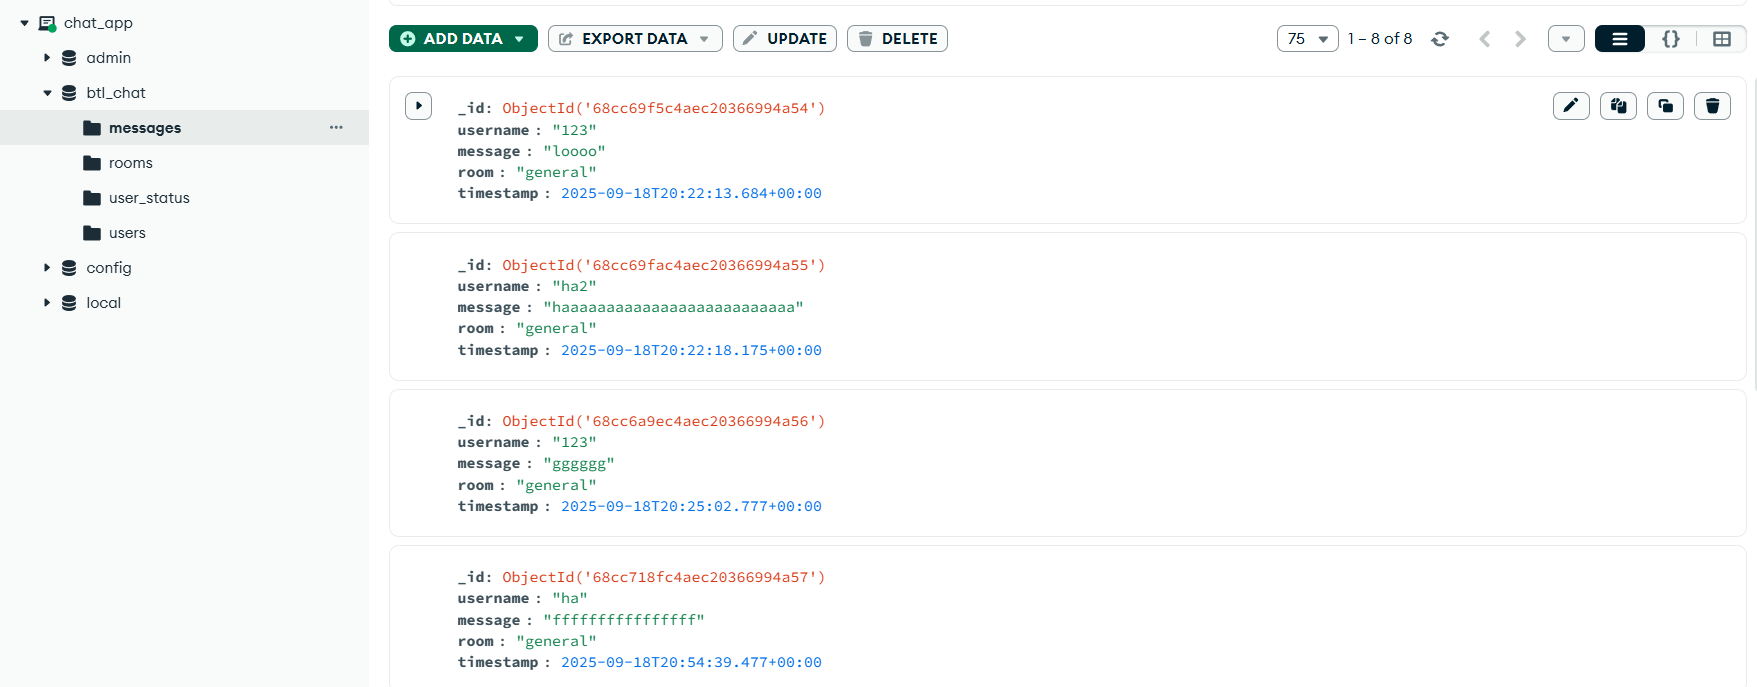 chat_app
admin
btl_chat
messages
rooms
user_status
users
config
local
ADD DATA
EXPORT DATA
UPDATE
DELETE
75
1 – 8 of 8
{}
_id: ObjectId('68cc69f5c4aec20366994a54')
username : "123"
message : "loooo"
room : "general"
timestamp : 2025-09-18T20:22:13.684+00:00
_id: ObjectId('68cc69fac4aec20366994a55')
username : "ha2"
message : "haaaaaaaaaaaaaaaaaaaaaaaaaa"
room : "general"
timestamp : 2025-09-18T20:22:18.175+00:00
_id: ObjectId('68cc6a9ec4aec20366994a56')
username : "123"
message : "gggggg"
room : "general"
timestamp : 2025-09-18T20:25:02.777+00:00
_id: ObjectId('68cc718fc4aec20366994a57')
username : "ha"
message : "ffffffffffffffff"
room : "general"
timestamp : 2025-09-18T20:54:39.477+00:00